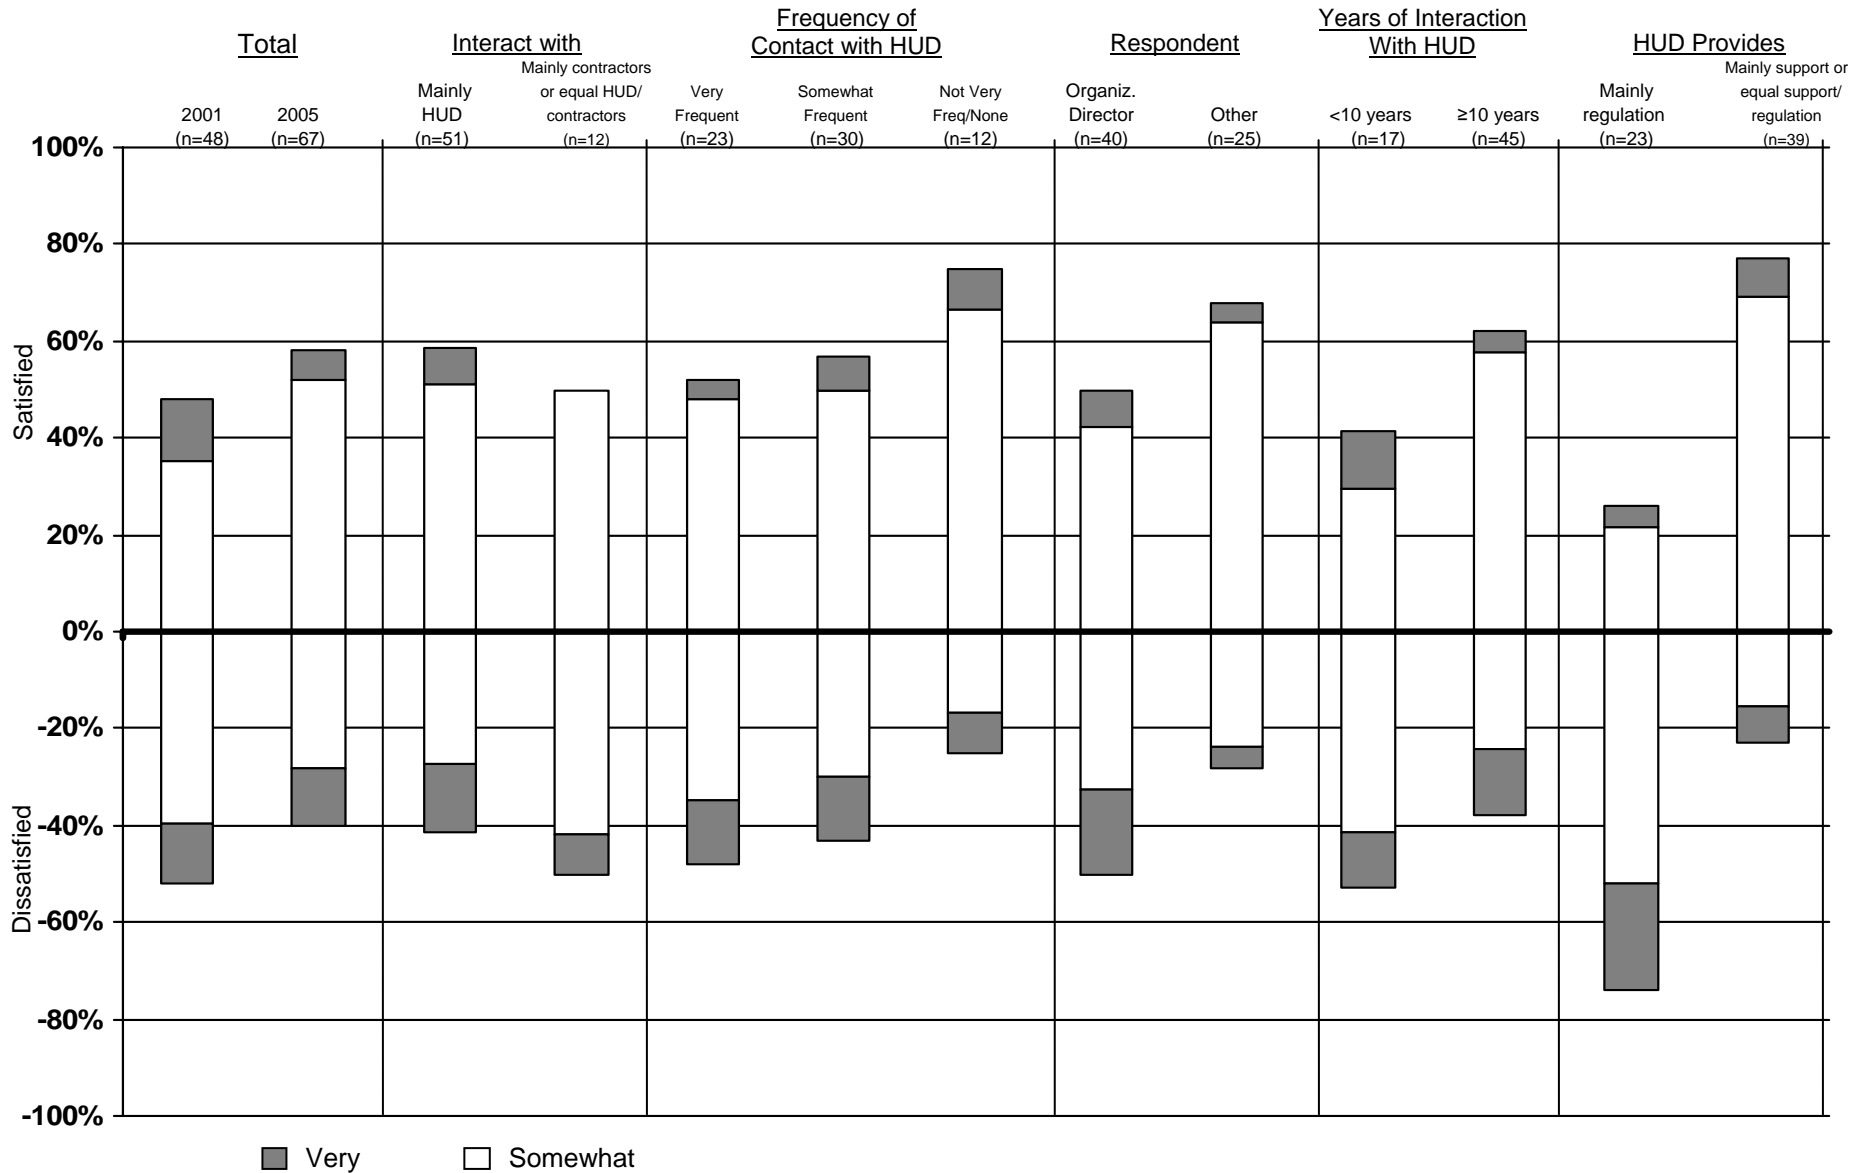 Total
2001
(n=48)
2005
(n=67)
Interact with
Mainly
HUD
(n=51)
Mainly contractors
or equal HUD/
contractors
(n=12)
Frequency of
Contact with HUD
Very
Frequent
(n=23)
Somewhat
Frequent
(n=30)
Not Very
Freq/None
(n=12)
Respondent
Organiz.
Director
(n=40)
Other
(n=25)
Years of Interaction
With HUD
<10 years
(n=17)
≥10 years
(n=45)
HUD Provides
Mainly
regulation
(n=23)
Mainly support or
equal support/
regulation
(n=39)
100%
80%
60%
40%
20%
0%
-20%
-40%
-60%
-80%
-100%
Satisfied
Dissatisfied
Very
Somewhat